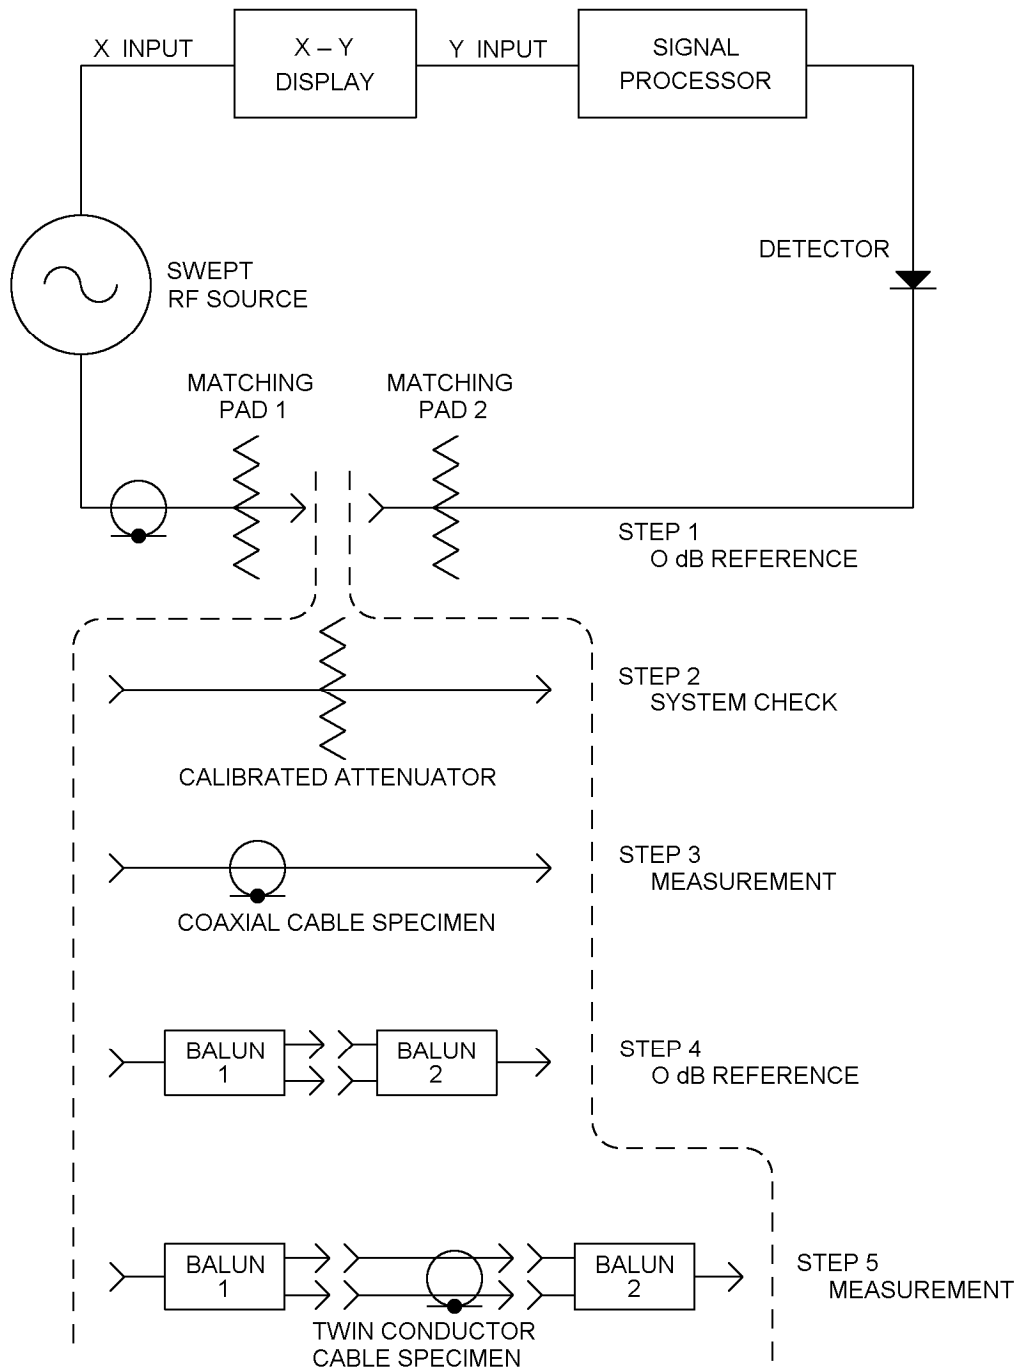 X INPUT
X – Y
DISPLAY
Y INPUT
SIGNAL
PROCESSOR
DETECTOR
SWEPT
RF SOURCE
MATCHING
PAD 1
MATCHING
PAD 2
STEP 1
O dB REFERENCE
STEP 2
SYSTEM CHECK
CALIBRATED ATTENUATOR
STEP 3
MEASUREMENT
COAXIAL CABLE SPECIMEN
BALUN
1
BALUN
2
STEP 4
O dB REFERENCE
BALUN
1
BALUN
2
STEP 5
MEASUREMENT
TWIN CONDUCTOR
CABLE SPECIMEN